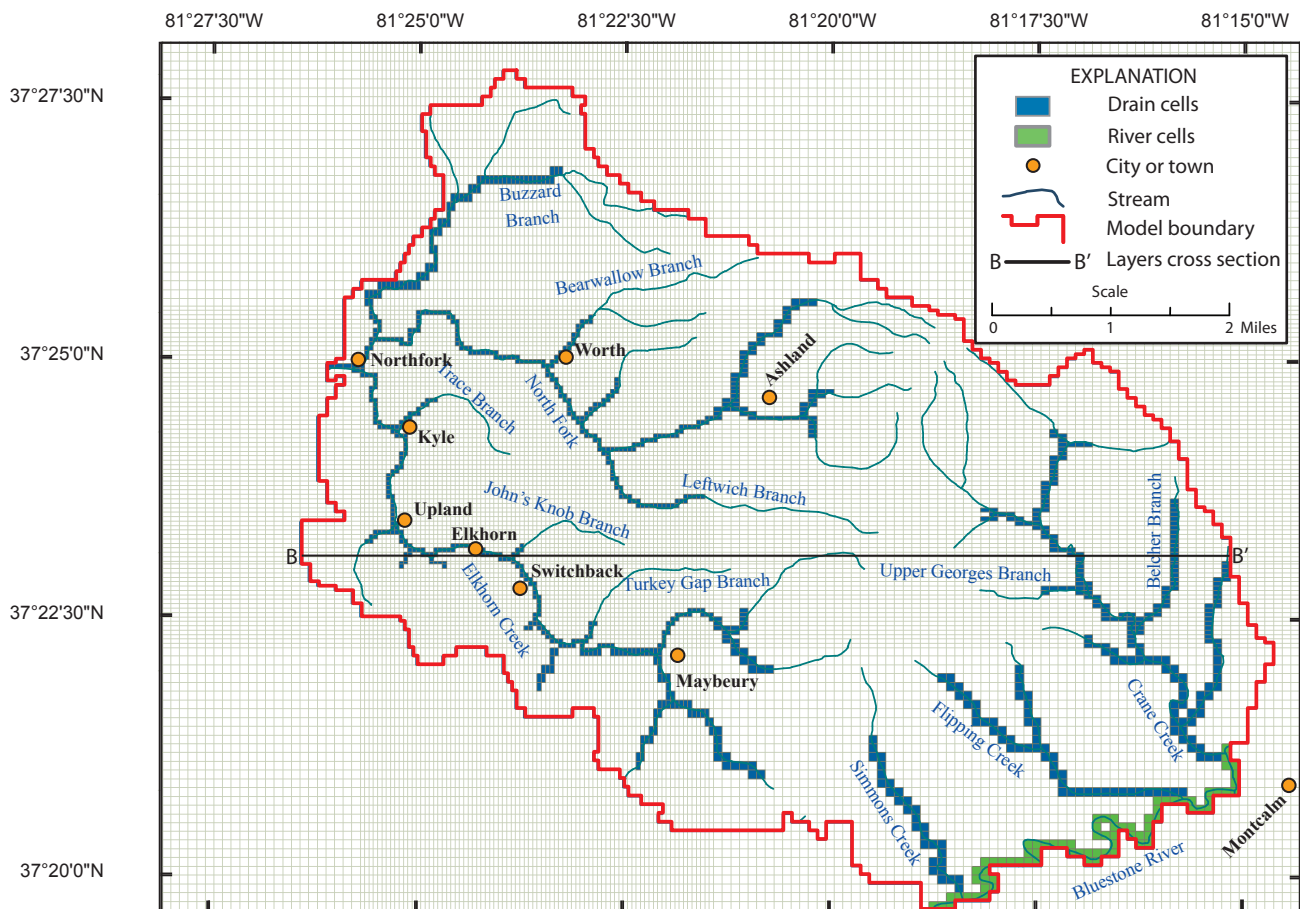 81°27'30"W 81°25'0"W 81°22'30"W 81°20'0"W 81°17'30"W 81°15'0"W
37°27'30"N
37°25'0"N
37°22'30"N
37°20'0"N
EXPLANATION
Drain cells
River cells
City or town
Stream
Model boundary
B B' Layers cross section
Scale
0 1 2 Miles
Buzzard
Branch
Bearwallow Branch
Northfork
Worth
Ashland
Trace Branch
North Fork
Kyle
Leftwich Branch
John's Knob Branch
Upland
Elkhorn
Belcher Branch
B
B'
Switchback
Turkey Gap Branch
Upper Georges Branch
Elkhorn Creek
Maybeury
Crane Creek
Flipping Creek
Simmons Creek
Montcalm
Bluestone River